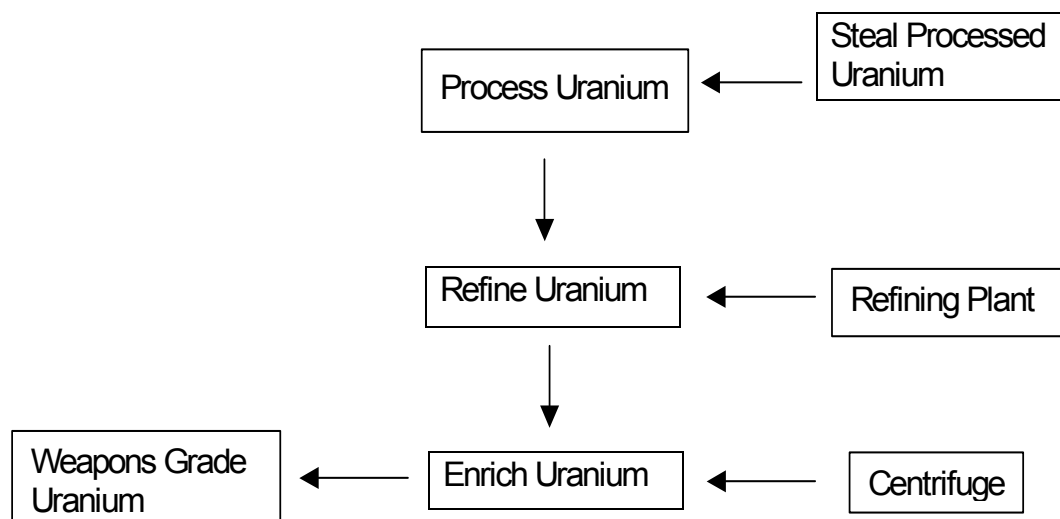 Steal Processed
Uranium
Process Uranium
Refine Uranium
Refining Plant
Weapons Grade
Uranium
Enrich Uranium
Centrifuge